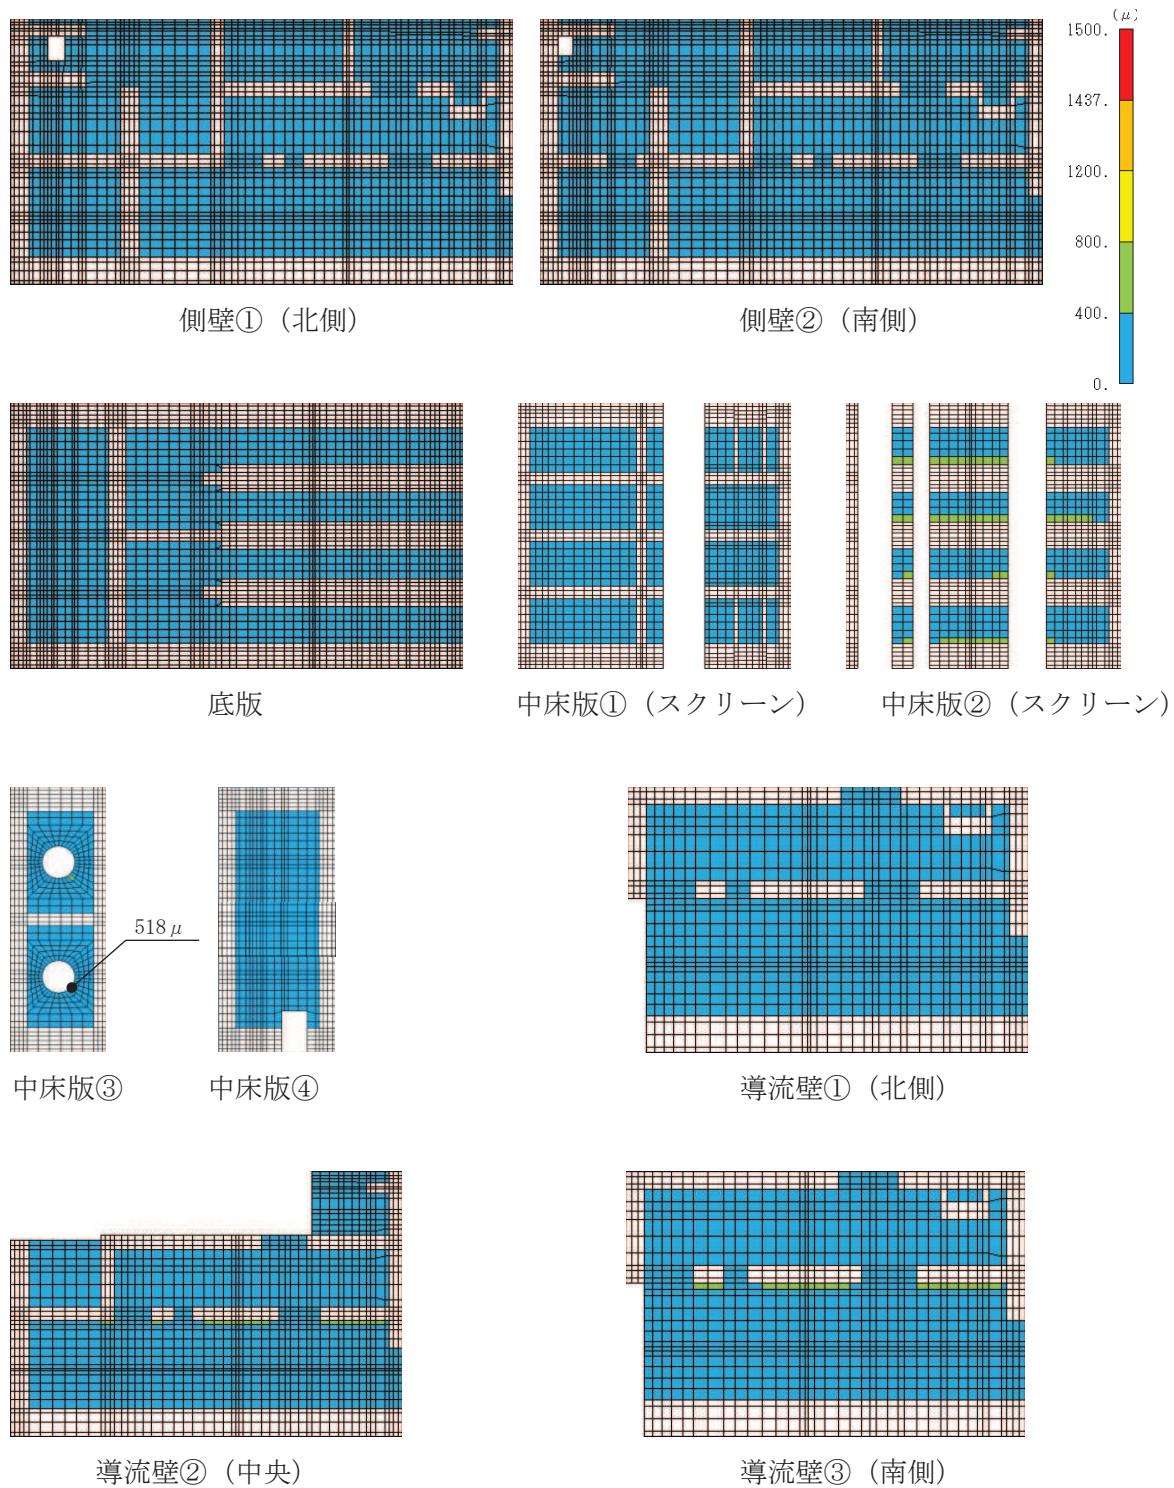 (μ)
1500.
1437.
1200.
800.
400.
0.
側壁①（北側）
側壁②（南側）
底版
中床版①（スクリーン）
中床版②（スクリーン）
518μ
中床版③
中床版④
導流壁①（北側）
導流壁②（中央）
導流壁③（南側）